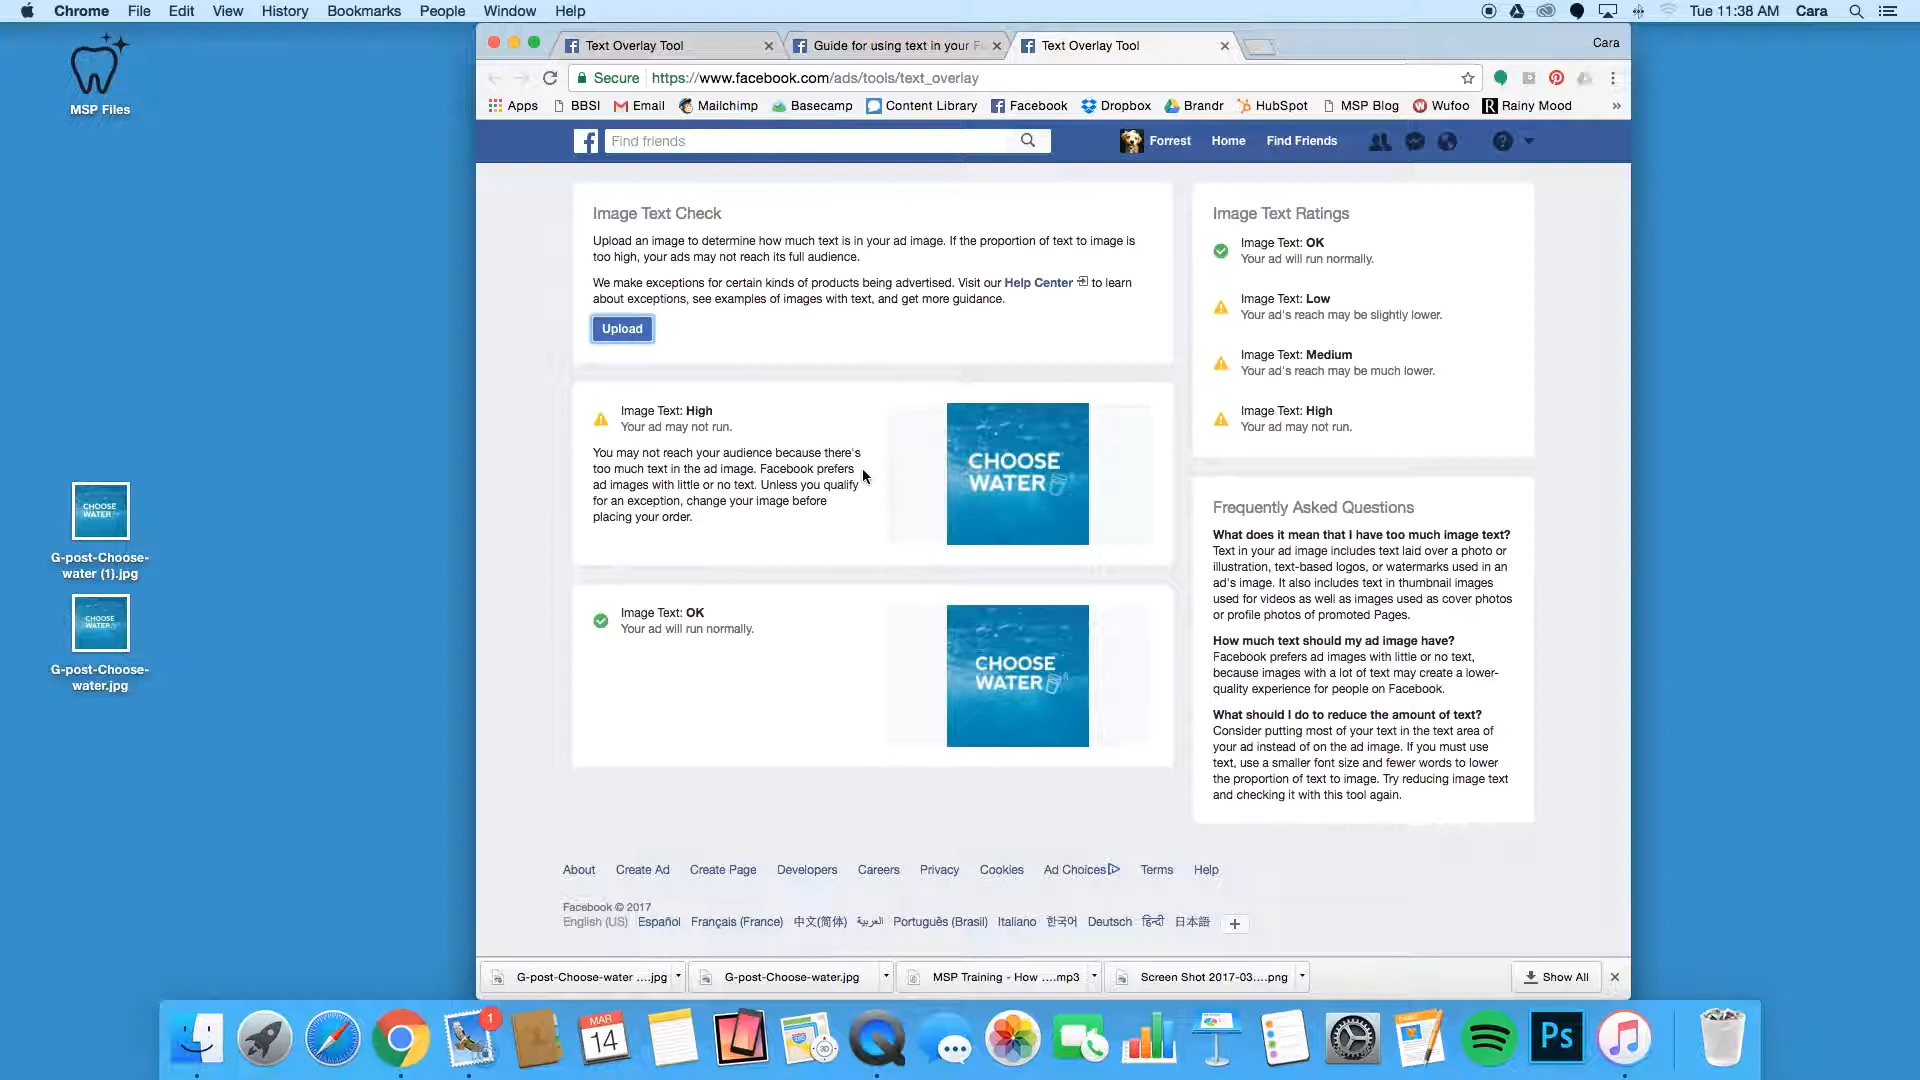 Chrome File Edit View History Bookmarks People Window Help
Tue 11:38 AM Cara
MSP Files
CHOOSE
WATER
G-post-Choose-
water (1).jpg
CHOOSE
WATER
G-post-Choose-
water.jpg
Text Overlay Tool
Guide for using text in your F
Text Overlay Tool
Cara
Secure https://www.facebook.com/ads/tools/text_overlay
Apps BBSI Email Mailchimp Basecamp Content Library Facebook Dropbox Brandr HubSpot MSP Blog Wufoo Rainy Mood »
Find friends
Forrest Home Find Friends
Image Text Check
Upload an image to determine how much text is in your ad image. If the proportion of text to image is
too high, your ads may not reach its full audience.
We make exceptions for certain kinds of products being advertised. Visit our Help Center to learn
about exceptions, see examples of images with text, and get more guidance.
Upload
Image Text: High
Your ad may not run.
You may not reach your audience because there's
too much text in the ad image. Facebook prefers
ad images with little or no text. Unless you qualify
for an exception, change your image before
placing your order.
CHOOSE
WATER
Image Text: OK
Your ad will run normally.
CHOOSE
WATER
Image Text Ratings
Image Text: OK
Your ad will run normally.
Image Text: Low
Your ad's reach may be slightly lower.
Image Text: Medium
Your ad's reach may be much lower.
Image Text: High
Your ad may not run.
Frequently Asked Questions
What does it mean that I have too much image text?
Text in your ad image includes text laid over a photo or
illustration, text-based logos, or watermarks used in an
ad's image. It also includes text in thumbnail images
used for videos as well as images used as cover photos
or profile photos of promoted Pages.
How much text should my ad image have?
Facebook prefers ad images with little or no text,
because images with a lot of text may create a lower-
quality experience for people on Facebook.
What should I do to reduce the amount of text?
Consider putting most of your text in the text area of
your ad instead of on the ad image. If you must use
text, use a smaller font size and fewer words to lower
the proportion of text to image. Try reducing image text
and checking it with this tool again.
About Create Ad Create Page Developers Careers Privacy Cookies Ad Choices Terms Help
Facebook © 2017
English (US) Español Français (France) 中文(简体) العربية Português (Brasil) Italiano 한국어 Deutsch हिन्दी 日本語 +
G-post-Choose-water ....jpg
G-post-Choose-water.jpg
MSP Training - How ....mp3
Screen Shot 2017-03....png
Show All
1
MAR
14
3D
Ps